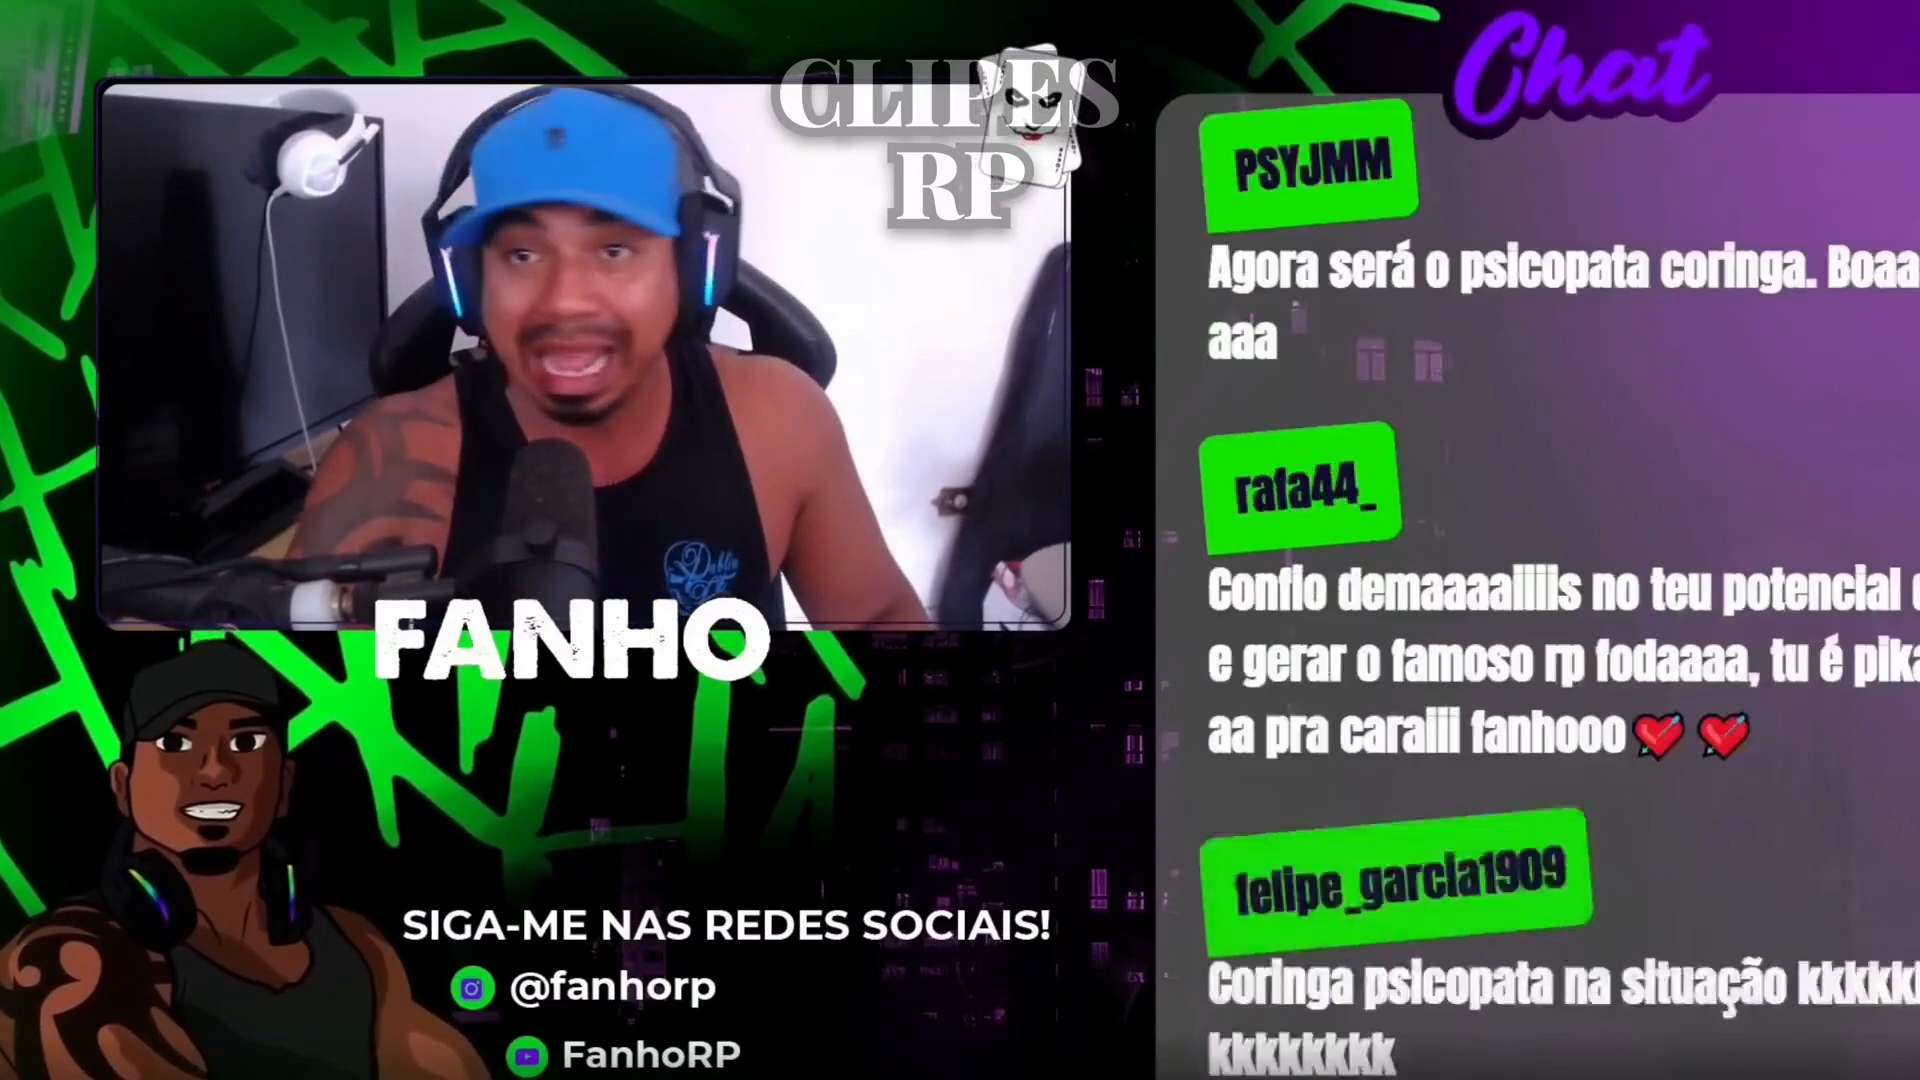 CLIPES
RP
FANHO
SIGA-ME NAS REDES SOCIAIS!
@fanhorp
FanhoRP
Chat
PSYJMM
Agora será o psicopata coringa. Boaa
aaa
rafa44_
Confio demaaaaaiiiis no teu potencial
e gerar o famoso rp fodaaaa, tu é pika
aa pra caraiii fanhooo💘 💘
felipe_garcia1909
Coringa psicopata na situação kkkkk
kkkkkkkk